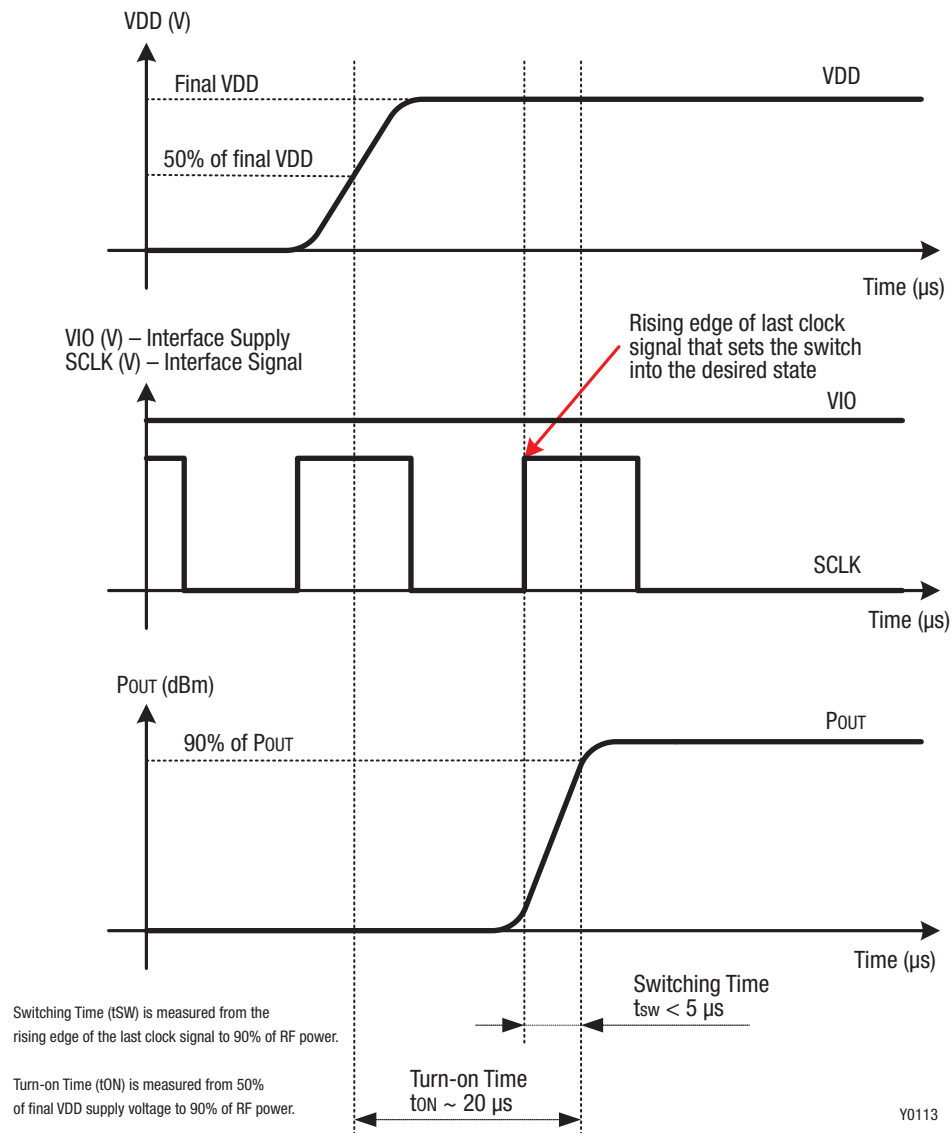 VDD (V)
Final VDD
VDD
50% of final VDD
Time (µs)
VIO (V) – Interface Supply
SCLK (V) – Interface Signal
Rising edge of last clock
signal that sets the switch
into the desired state
VIO
SCLK
Time (µs)
POUT (dBm)
90% of POUT
POUT
Time (µs)
Switching Time
tsw < 5 µs
Switching Time (tSW) is measured from the
rising edge of the last clock signal to 90% of RF power.
Turn-on Time (tON) is measured from 50%
of final VDD supply voltage to 90% of RF power.
Turn-on Time
tON ~ 20 µs
Y0113